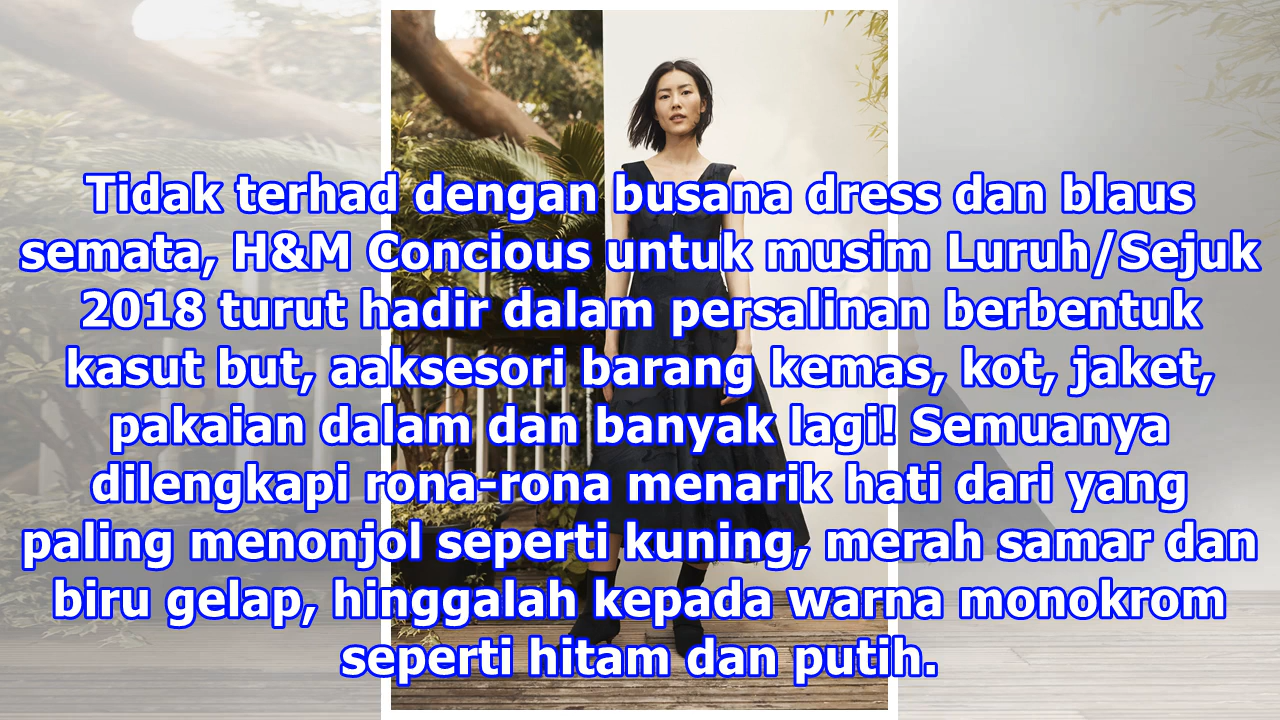 Tidak terhad dengan busana dress dan blaus
semata, H&M Concious untuk musim Luruh/Sejuk
2018 turut hadir dalam persalinan berbentuk
kasut but, aaksesori barang kemas, kot, jaket,
pakaian dalam dan banyak lagi! Semuanya
dilengkapi rona-rona menarik hati dari yang
paling menonjol seperti kuning, merah samar dan
biru gelap, hinggalah kepada warna monokrom
seperti hitam dan putih.